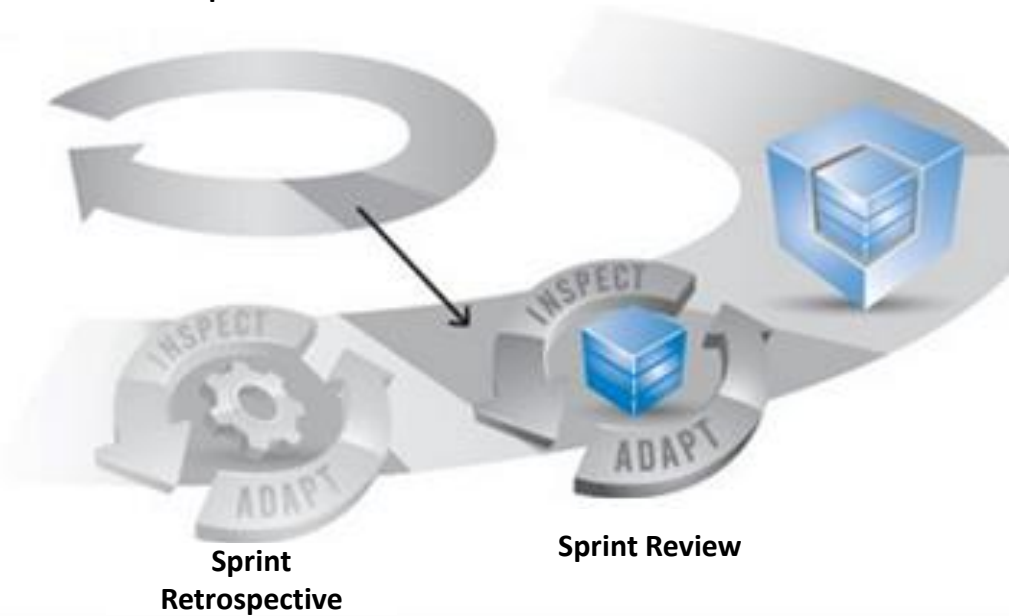 INSPECT
INSPECT
ADAPT
ADAPT
Sprint Review
Sprint
Retrospective